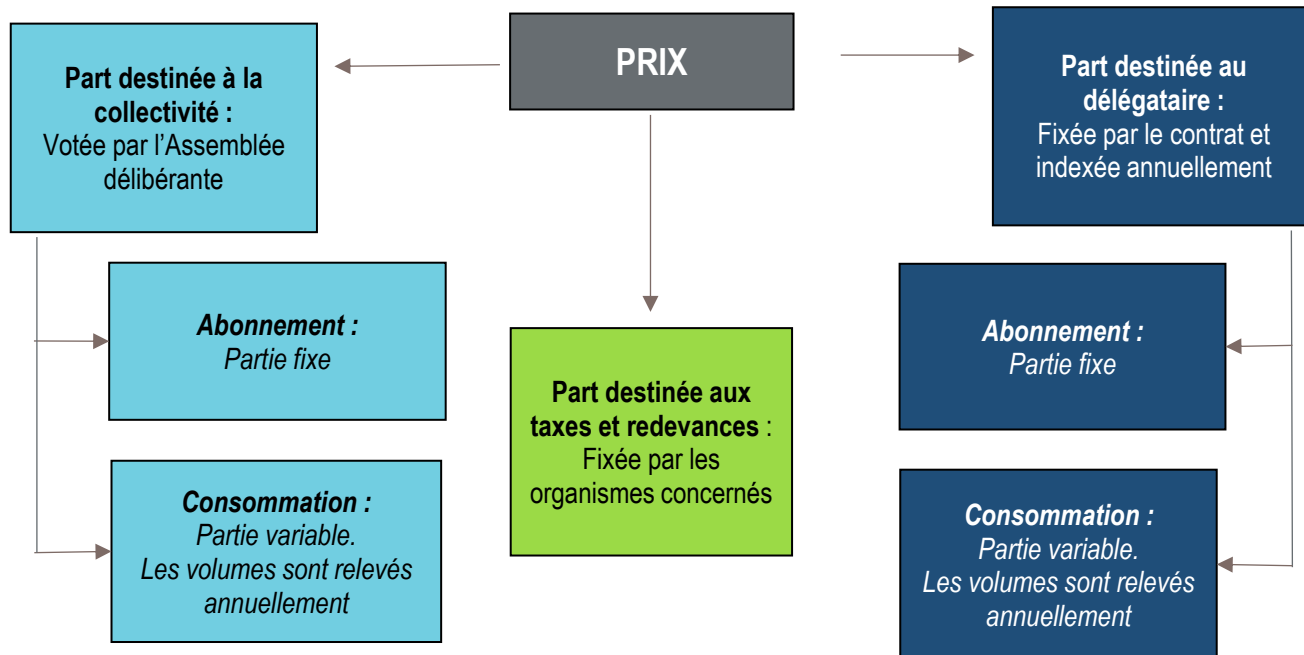 PRIX
Part destinée à la
collectivité :
Votée par l’Assemblée
délibérante
Abonnement :
Partie fixe
Consommation :
Partie variable.
Les volumes sont relevés
annuellement
Part destinée aux
taxes et redevances :
Fixée par les
organismes concernés
Part destinée au
délégataire :
Fixée par le contrat et
indexée annuellement
Abonnement :
Partie fixe
Consommation :
Partie variable.
Les volumes sont relevés
annuellement